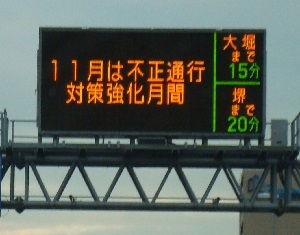 11月は不正通行
対策強化月間
大堀
まで
15分
堺
まで
20分